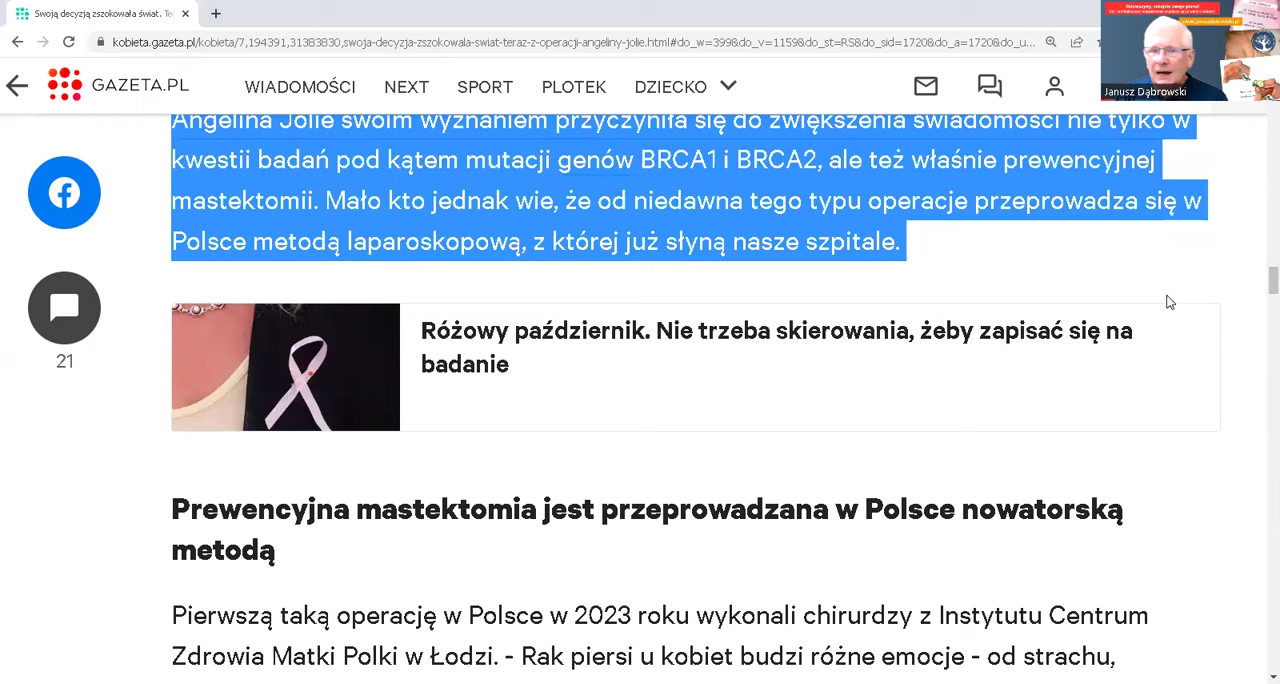 Swoją decyzją zszokowała świat. Te
kobieta.gazeta.pl/kobieta/7,194391,31383830,swoja-decyzja-zszokowala-swiat-teraz-z-operacji-angeliny-jolie.html#do_w=399&do_v=1159&do_st=RS&do_sid=1720&do_a=1720&do_u...
GAZETA.PL
WIADOMOŚCI
NEXT
SPORT
PLOTEK
DZIECKO
Janusz Dąbrowski
Angelina Jolie swoim wyznaniem przyczyniła się do zwiększenia świadomości nie tylko w
kwestii badań pod kątem mutacji genów BRCA1 i BRCA2, ale też właśnie prewencyjnej
mastektomii. Mało kto jednak wie, że od niedawna tego typu operacje przeprowadza się w
Polsce metodą laparoskopową, z której już słyną nasze szpitale.
21
Różowy październik. Nie trzeba skierowania, żeby zapisać się na
badanie
Prewencyjna mastektomia jest przeprowadzana w Polsce nowatorską
metodą
Pierwszą taką operację w Polsce w 2023 roku wykonali chirurdzy z Instytutu Centrum
Zdrowia Matki Polki w Łodzi. - Rak piersi u kobiet budzi różne emocje - od strachu,